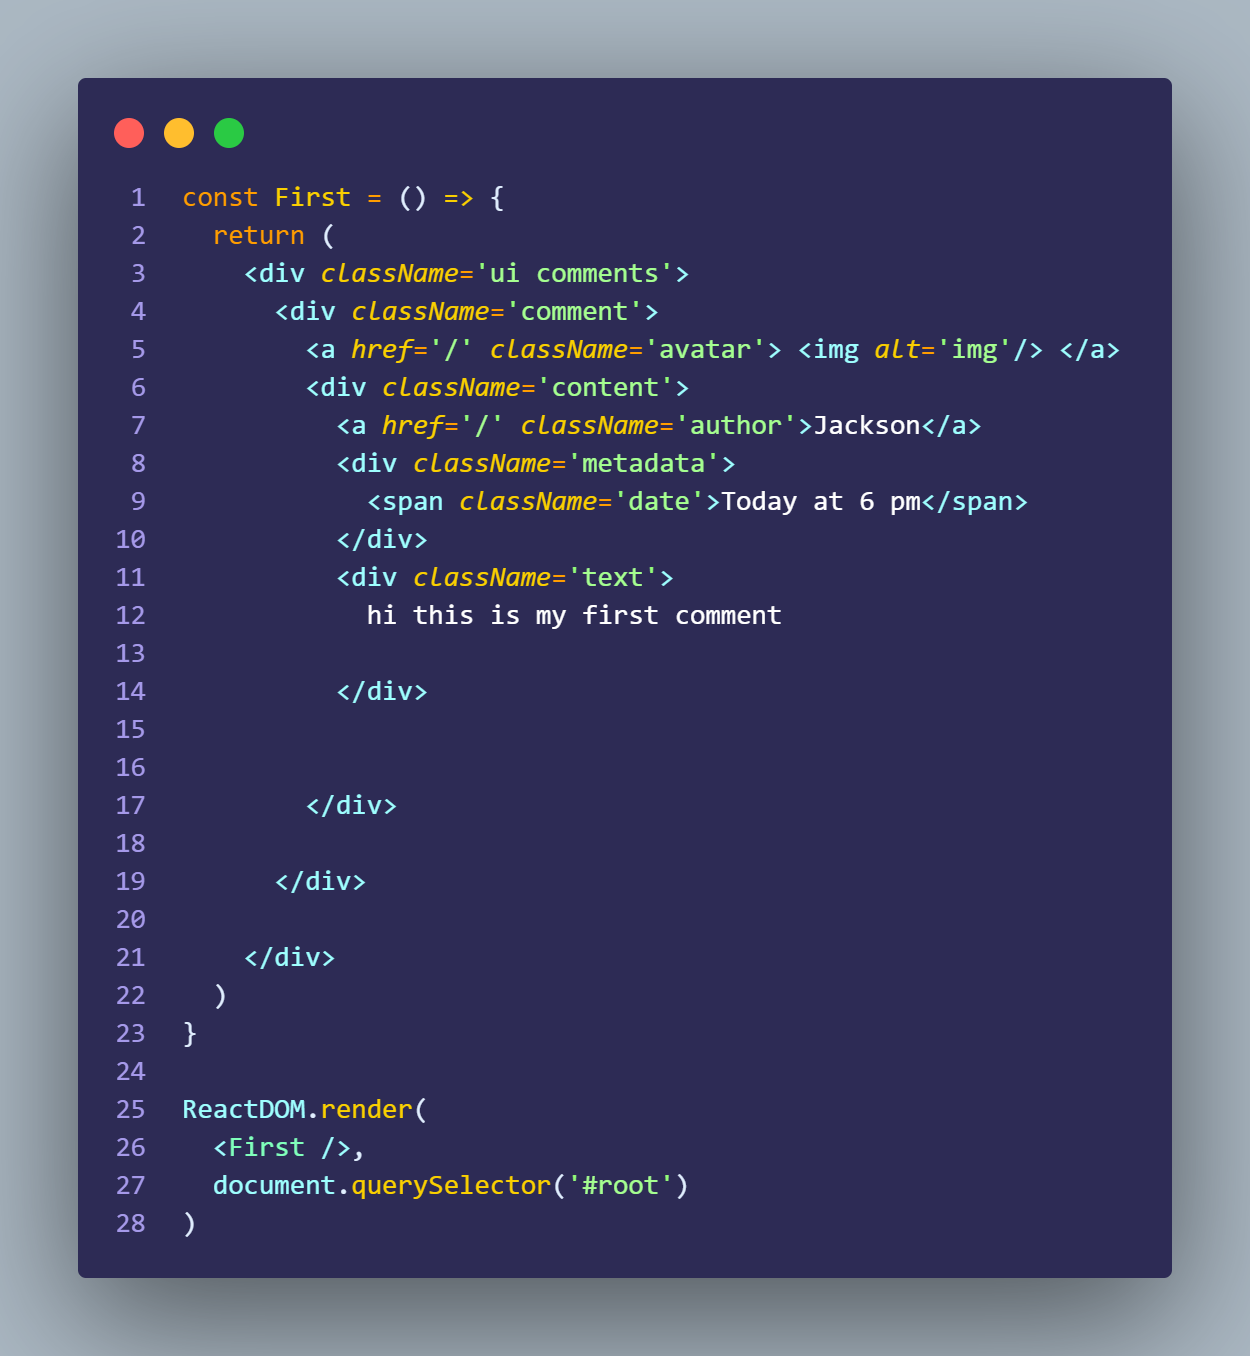 1 const First = () => {
2   return (
3     <div className='ui comments'>
4       <div className='comment'>
5         <a href='/' className='avatar'> <img alt='img'/> </a>
6         <div className='content'>
7           <a href='/' className='author'>Jackson</a>
8           <div className='metadata'>
9             <span className='date'>Today at 6 pm</span>
10           </div>
11           <div className='text'>
12             hi this is my first comment
13
14           </div>
15
16
17         </div>
18
19       </div>
20
21     </div>
22   )
23 }
24
25 ReactDOM.render(
26   <First />,
27   document.querySelector('#root')
28 )